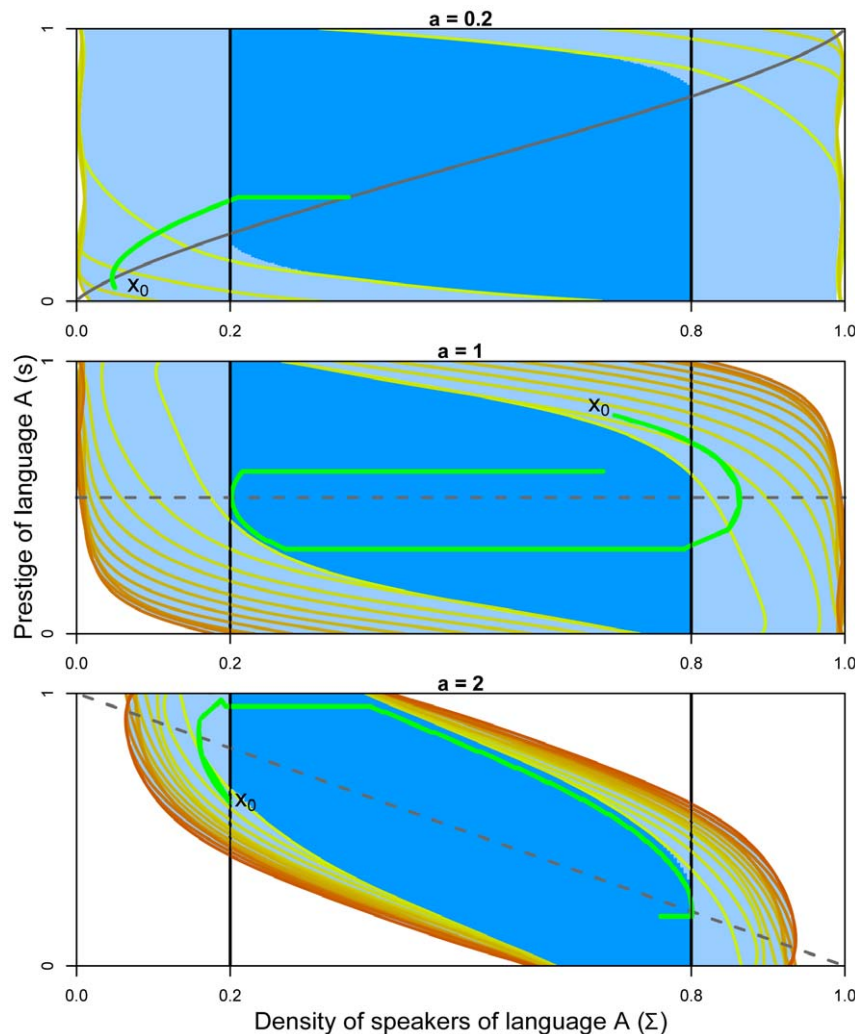 a = 0.2
1
0
x₀
0.0 0.2 0.8 1.0
a = 1
1
0
x₀
0.0 0.2 0.8 1.0
a = 2
1
0
x₀
0.0 0.2 0.8 1.0
Prestige of language A (s)
Density of speakers of language A (Σ)